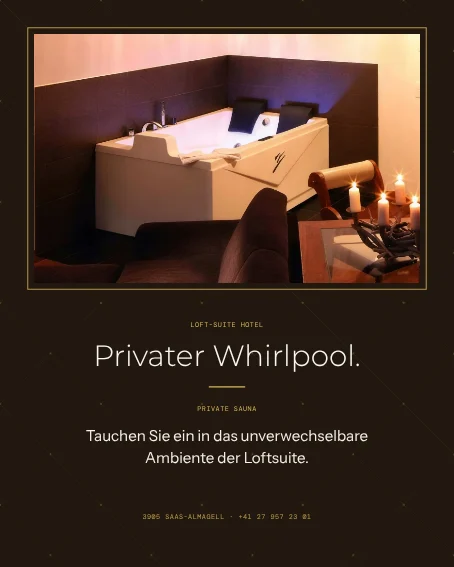 LOFT-SUITE HOTEL
Privater Whirlpool.
PRIVATE SAUNA
Tauchen Sie ein in das unverwechselbare
Ambiente der Loftsuite.
3905 SAAS-ALMAGELL · +41 27 957 23 01